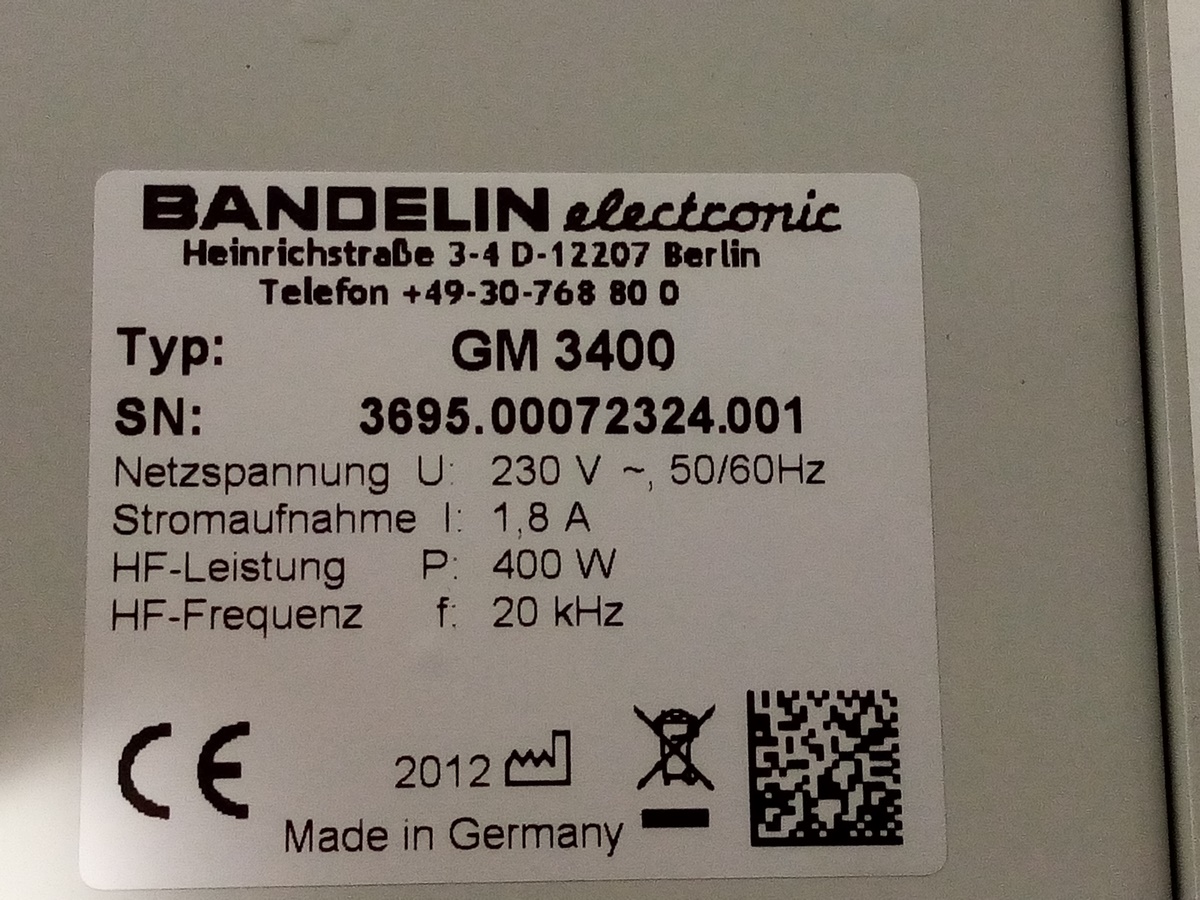 BANDELIN electronic
Heinrichstraße 3-4 D-12207 Berlin
Telefon +49-30-768 80 0
Typ: GM 3400
SN: 3695.00072324.001
Netzspannung U: 230 V ~, 50/60Hz
Stromaufnahme I: 1,8 A
HF-Leistung P: 400 W
HF-Frequenz f: 20 kHz
CE 2012
Made in Germany